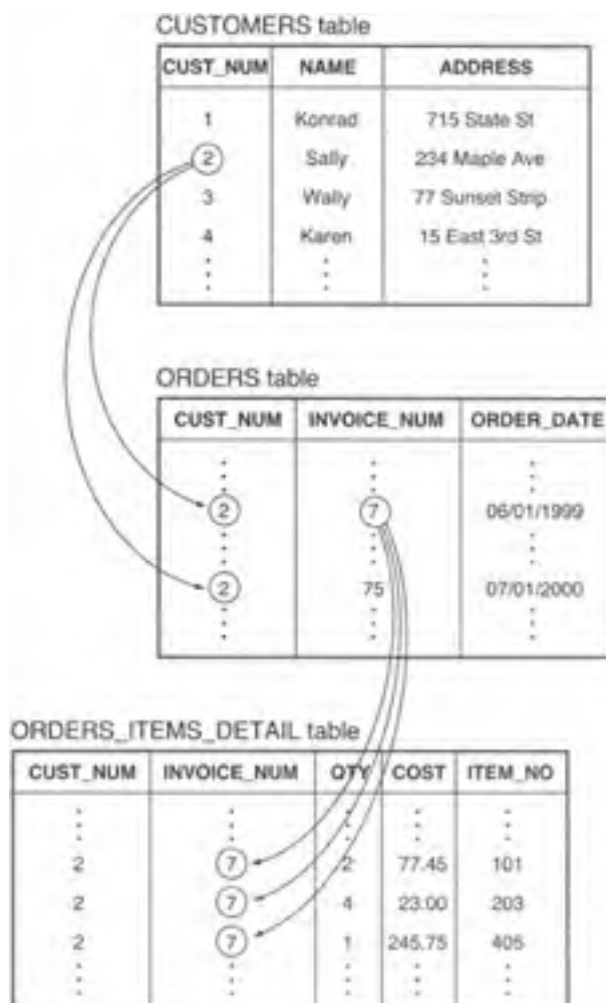 CUSTOMERS table
CUST_NUM NAME ADDRESS
1 Konrad 715 State St
2 Sally 234 Maple Ave
3 Wally 77 Sunset Strip
4 Karen 15 East 3rd St
ORDERS table
CUST_NUM INVOICE_NUM ORDER_DATE
2 7 06/01/1999
2 75 07/01/2000
ORDERS_ITEMS_DETAIL table
CUST_NUM INVOICE_NUM QTY COST ITEM_NO
2 7 2 77.45 101
2 7 4 23.00 203
2 7 1 245.75 405